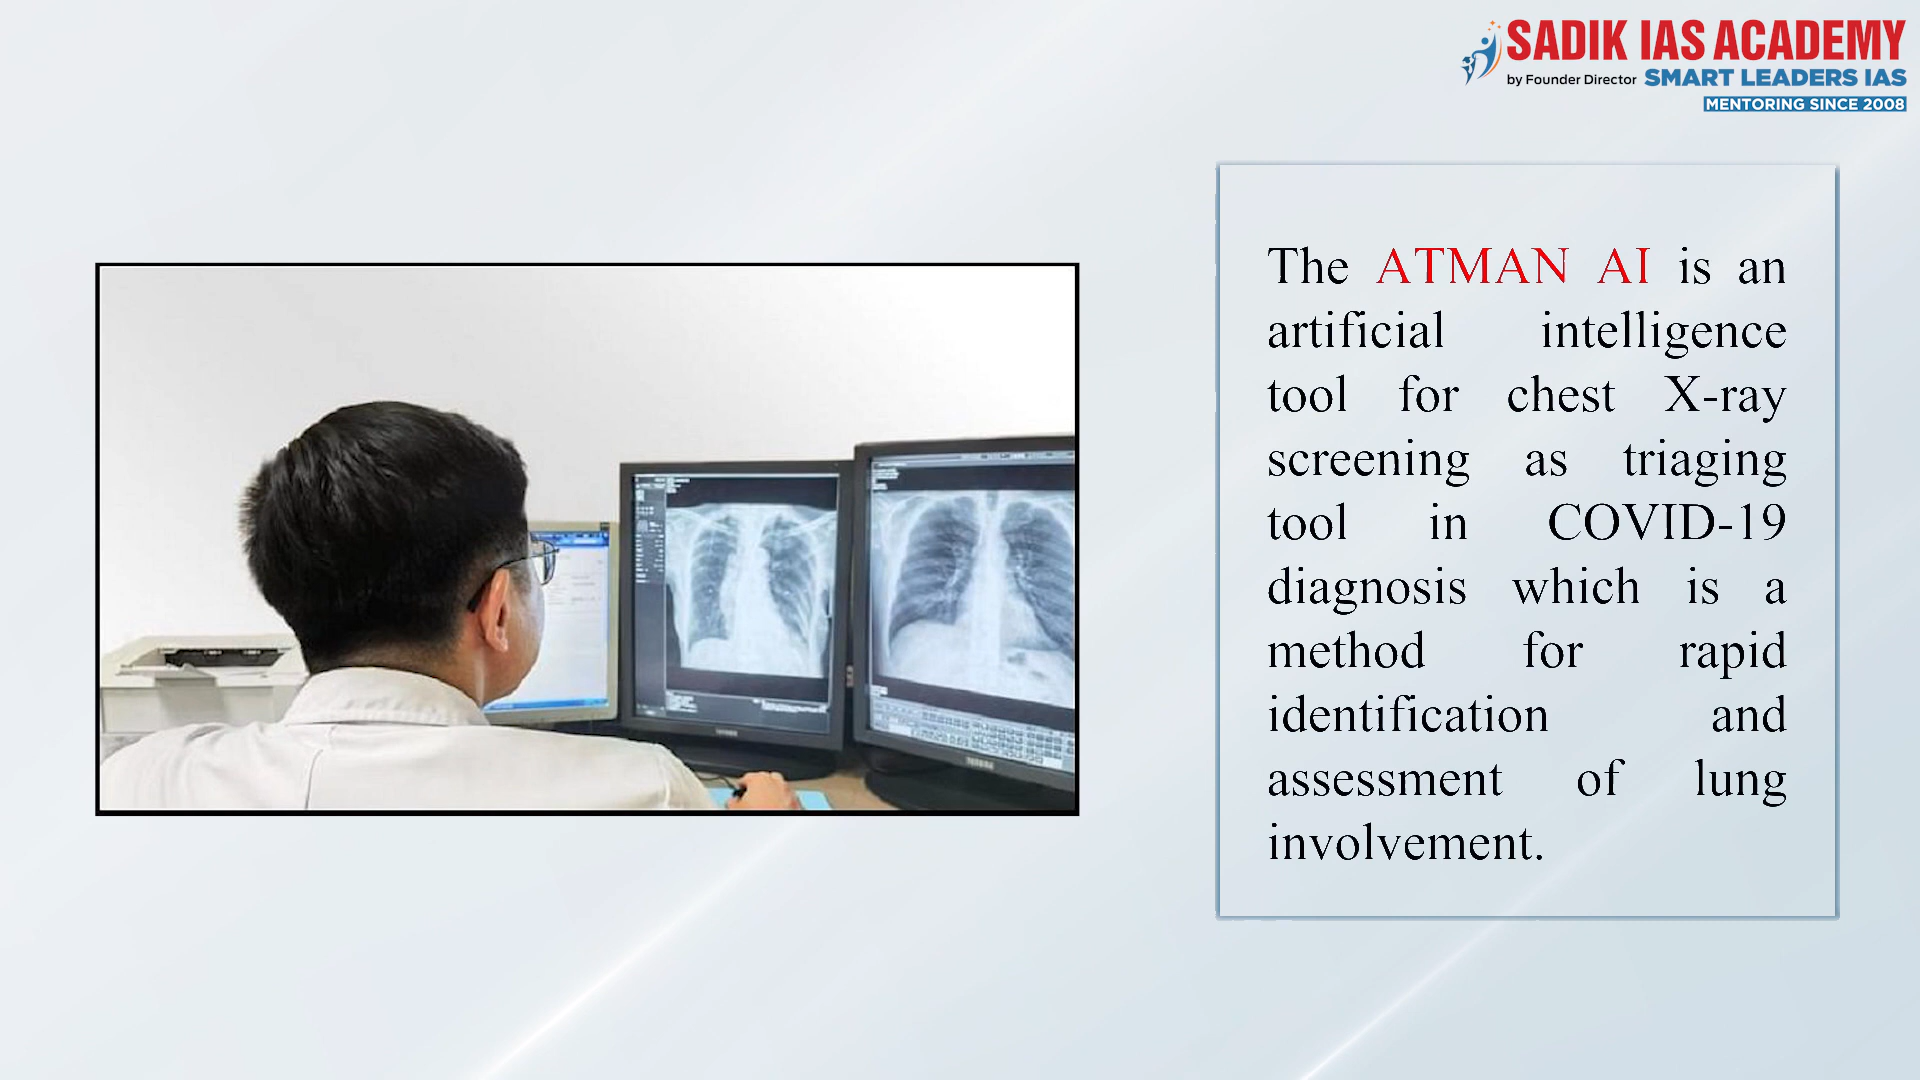 SADIK IAS ACADEMY
by Founder Director SMART LEADERS IAS
MENTORING SINCE 2008
The ATMAN AI is an
artificial intelligence
tool for chest X-ray
screening as triaging
tool in COVID-19
diagnosis which is a
method for rapid
identification and
assessment of lung
involvement.